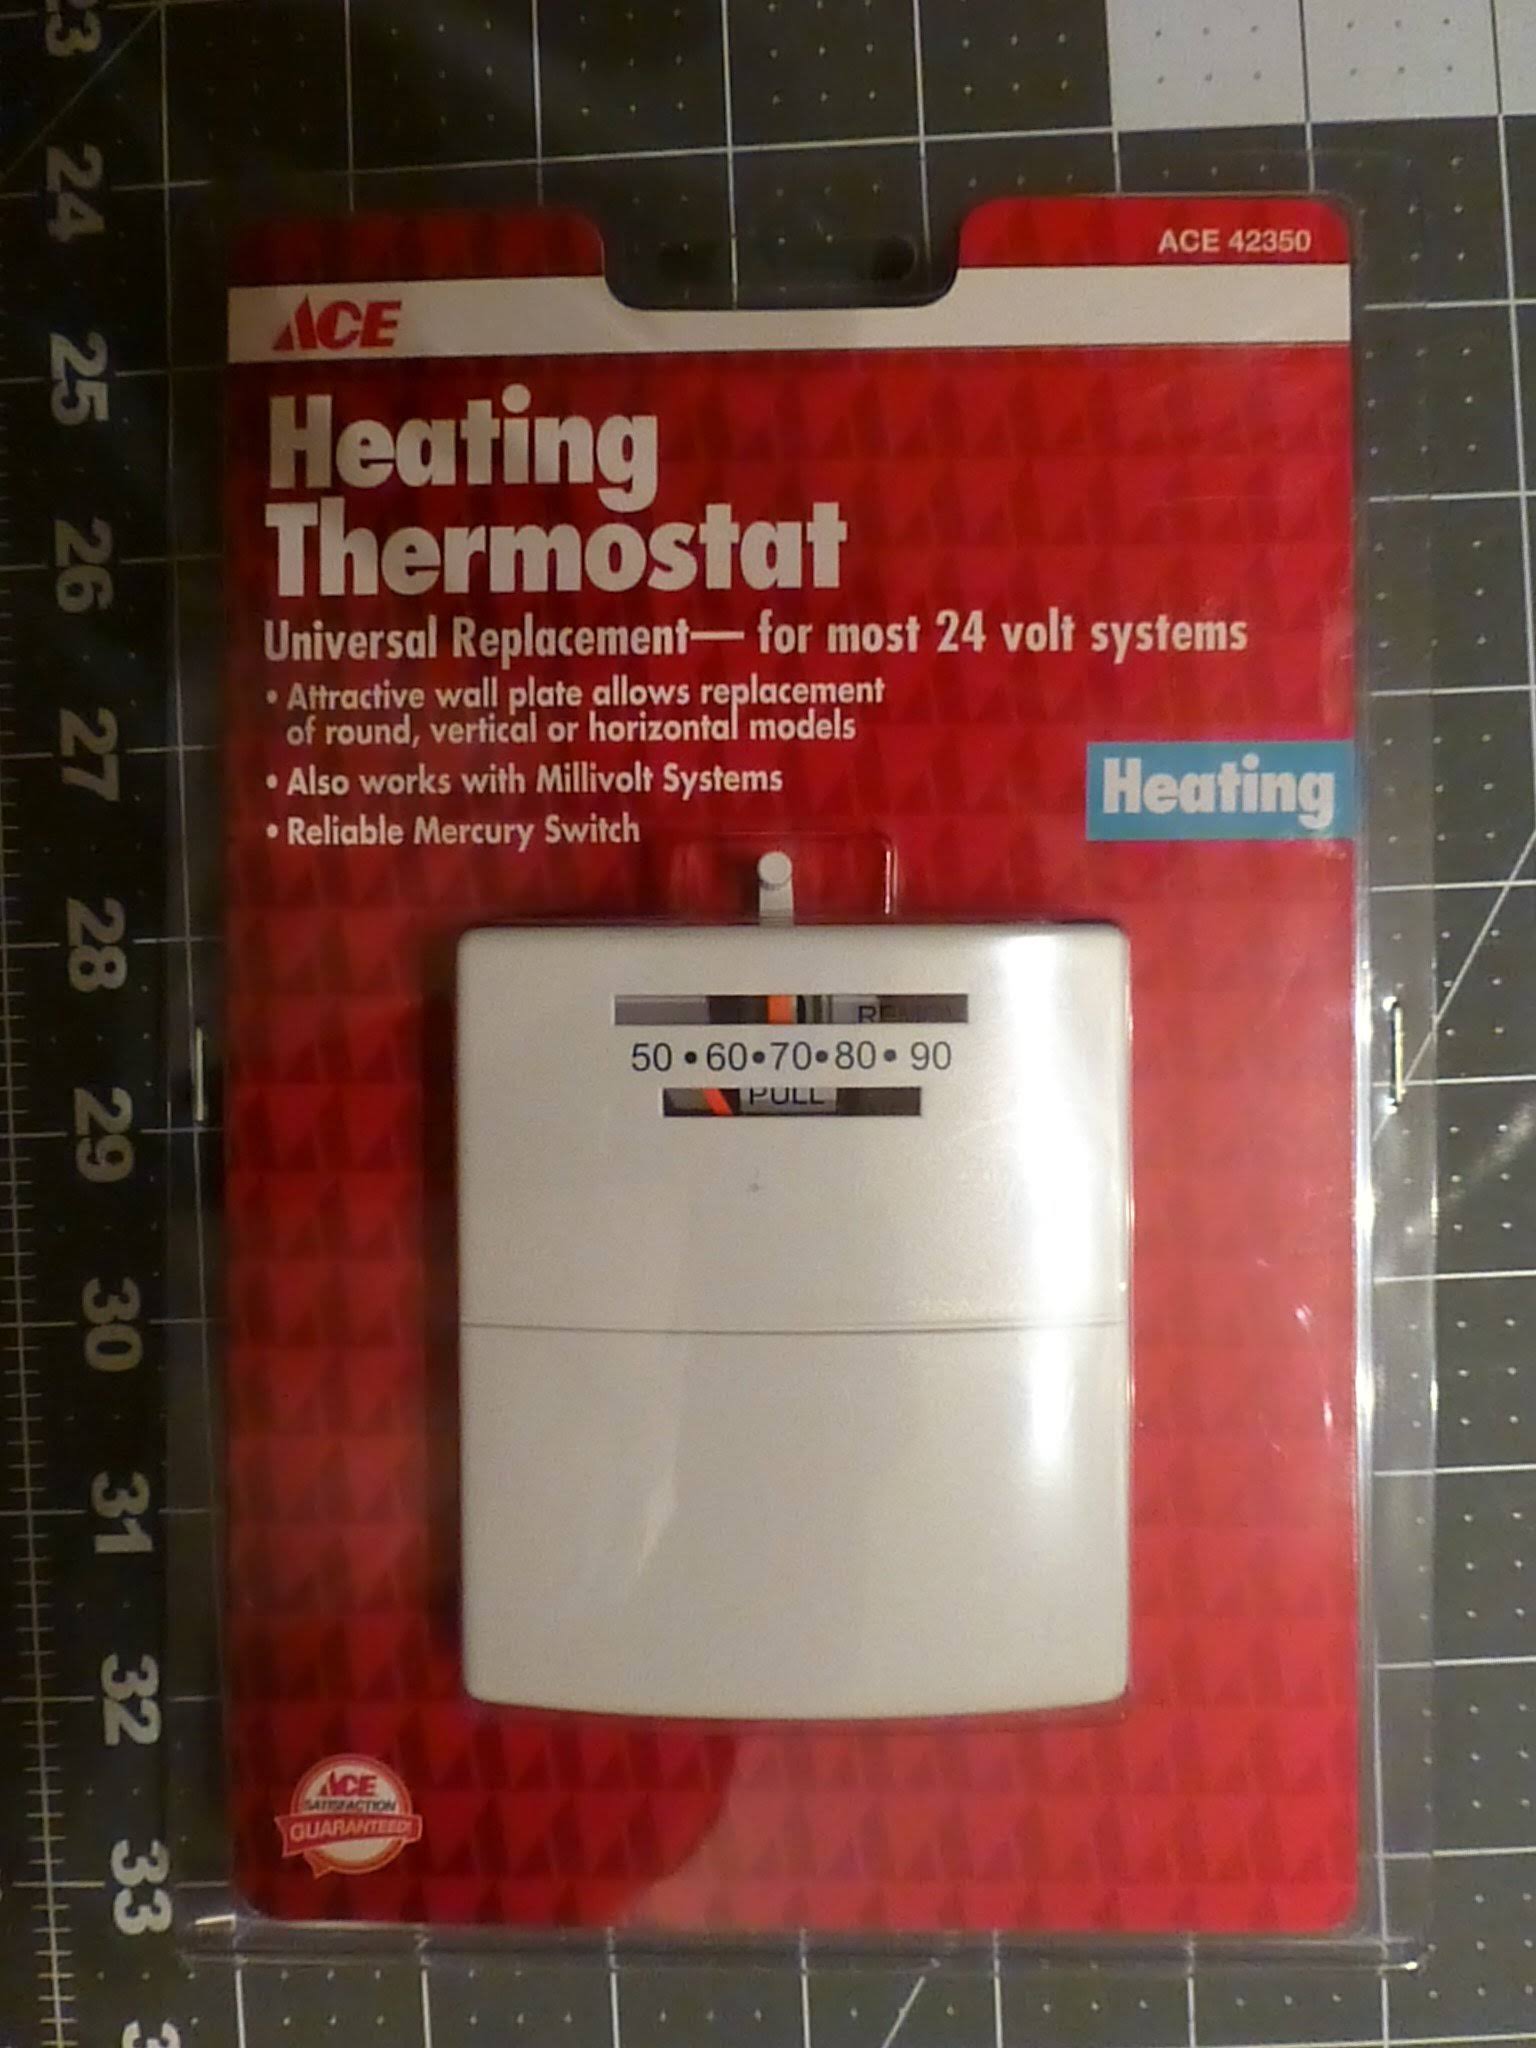 ACE 42350
ACE
Heating
Thermostat
Universal Replacement— for most 24 volt systems
• Attractive wall plate allows replacement
of round, vertical or horizontal models
• Also works with Millivolt Systems
• Reliable Mercury Switch
Heating
50 • 60 • 70 • 80 • 90
PULL
ACE
SATISFACTION
GUARANTEED!
23
24
25
26
27
28
29
30
31
32
33